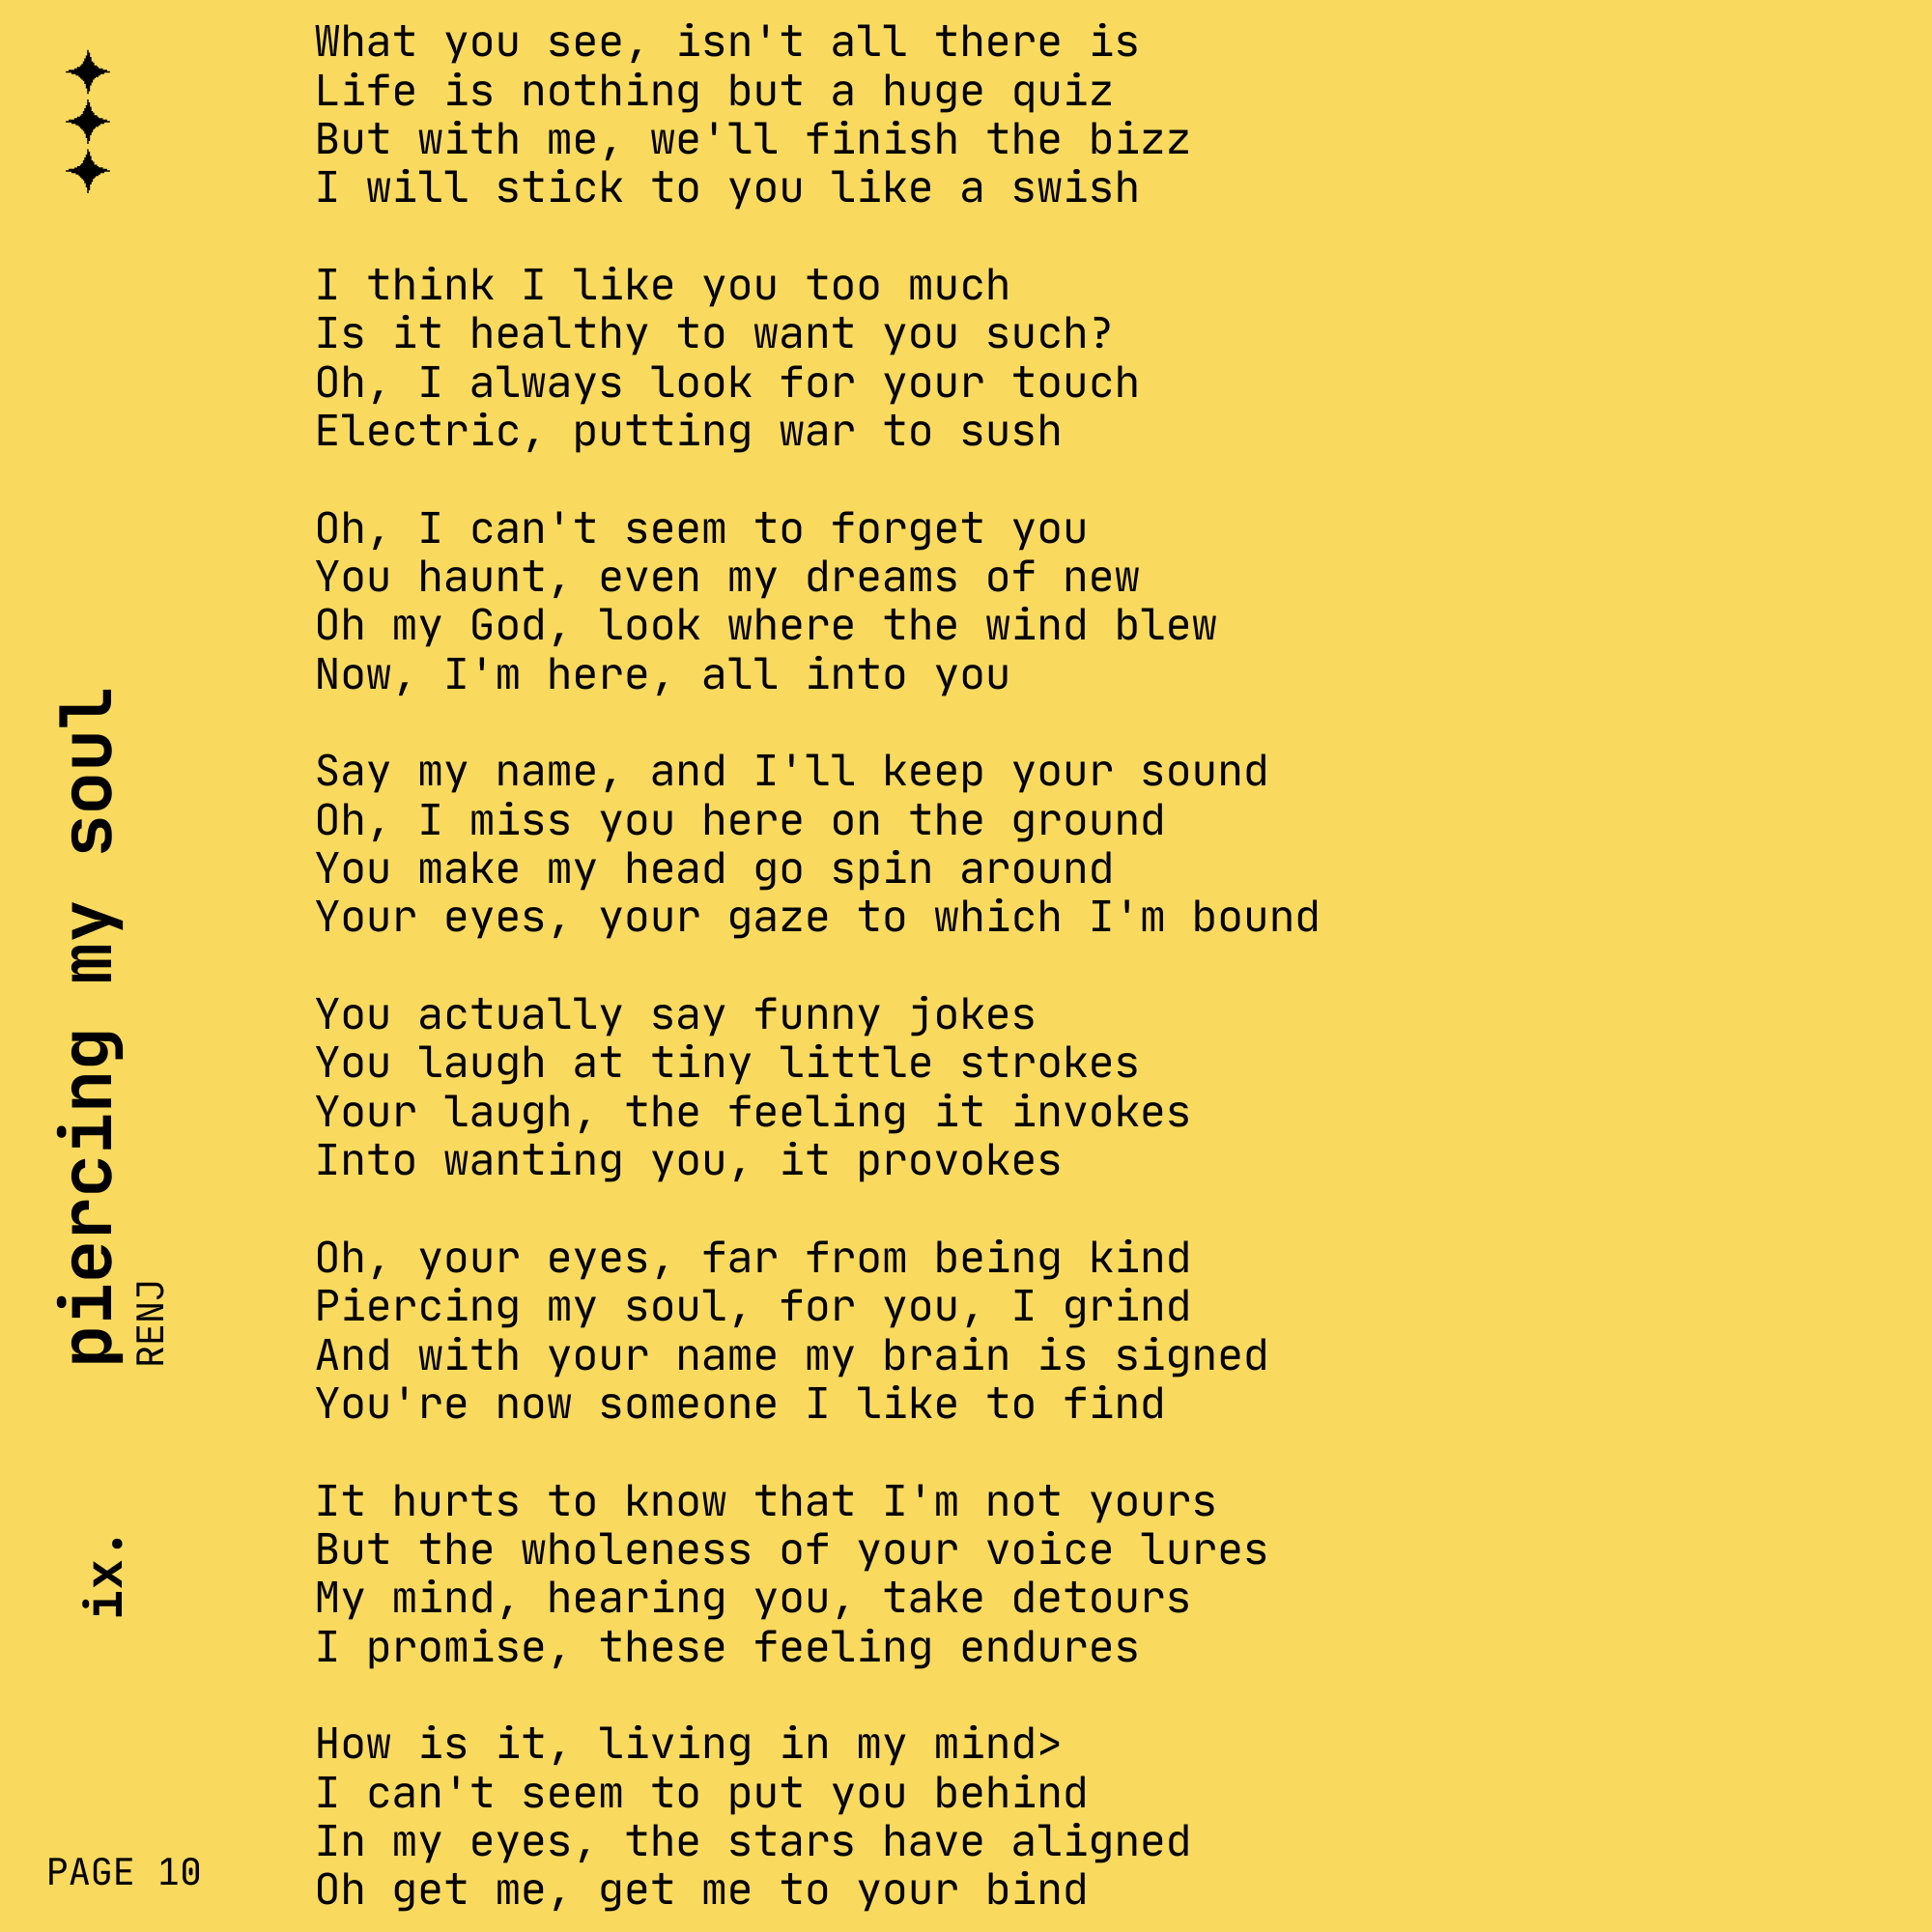 What you see, isn't all there is
Life is nothing but a huge quiz
But with me, we'll finish the bizz
I will stick to you like a swish

I think I like you too much
Is it healthy to want you such?
Oh, I always look for your touch
Electric, putting war to sush

Oh, I can't seem to forget you
You haunt, even my dreams of new
Oh my God, look where the wind blew
Now, I'm here, all into you

Say my name, and I'll keep your sound
Oh, I miss you here on the ground
You make my head go spin around
Your eyes, your gaze to which I'm bound

You actually say funny jokes
You laugh at tiny little strokes
Your laugh, the feeling it invokes
Into wanting you, it provokes

Oh, your eyes, far from being kind
Piercing my soul, for you, I grind
And with your name my brain is signed
You're now someone I like to find

It hurts to know that I'm not yours
But the wholeness of your voice lures
My mind, hearing you, take detours
I promise, these feeling endures

How is it, living in my mind>
I can't seem to put you behind
In my eyes, the stars have aligned
Oh get me, get me to your bind

ix.
piercing my soul
RENJ
PAGE 10